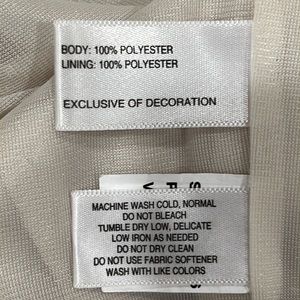 BODY: 100% POLYESTER
LINING: 100% POLYESTER
EXCLUSIVE OF DECORATION
MACHINE WASH COLD, NORMAL
DO NOT BLEACH
TUMBLE DRY LOW, DELICATE
LOW IRON AS NEEDED
DO NOT DRY CLEAN
DO NOT USE FABRIC SOFTENER
WASH WITH LIKE COLORS